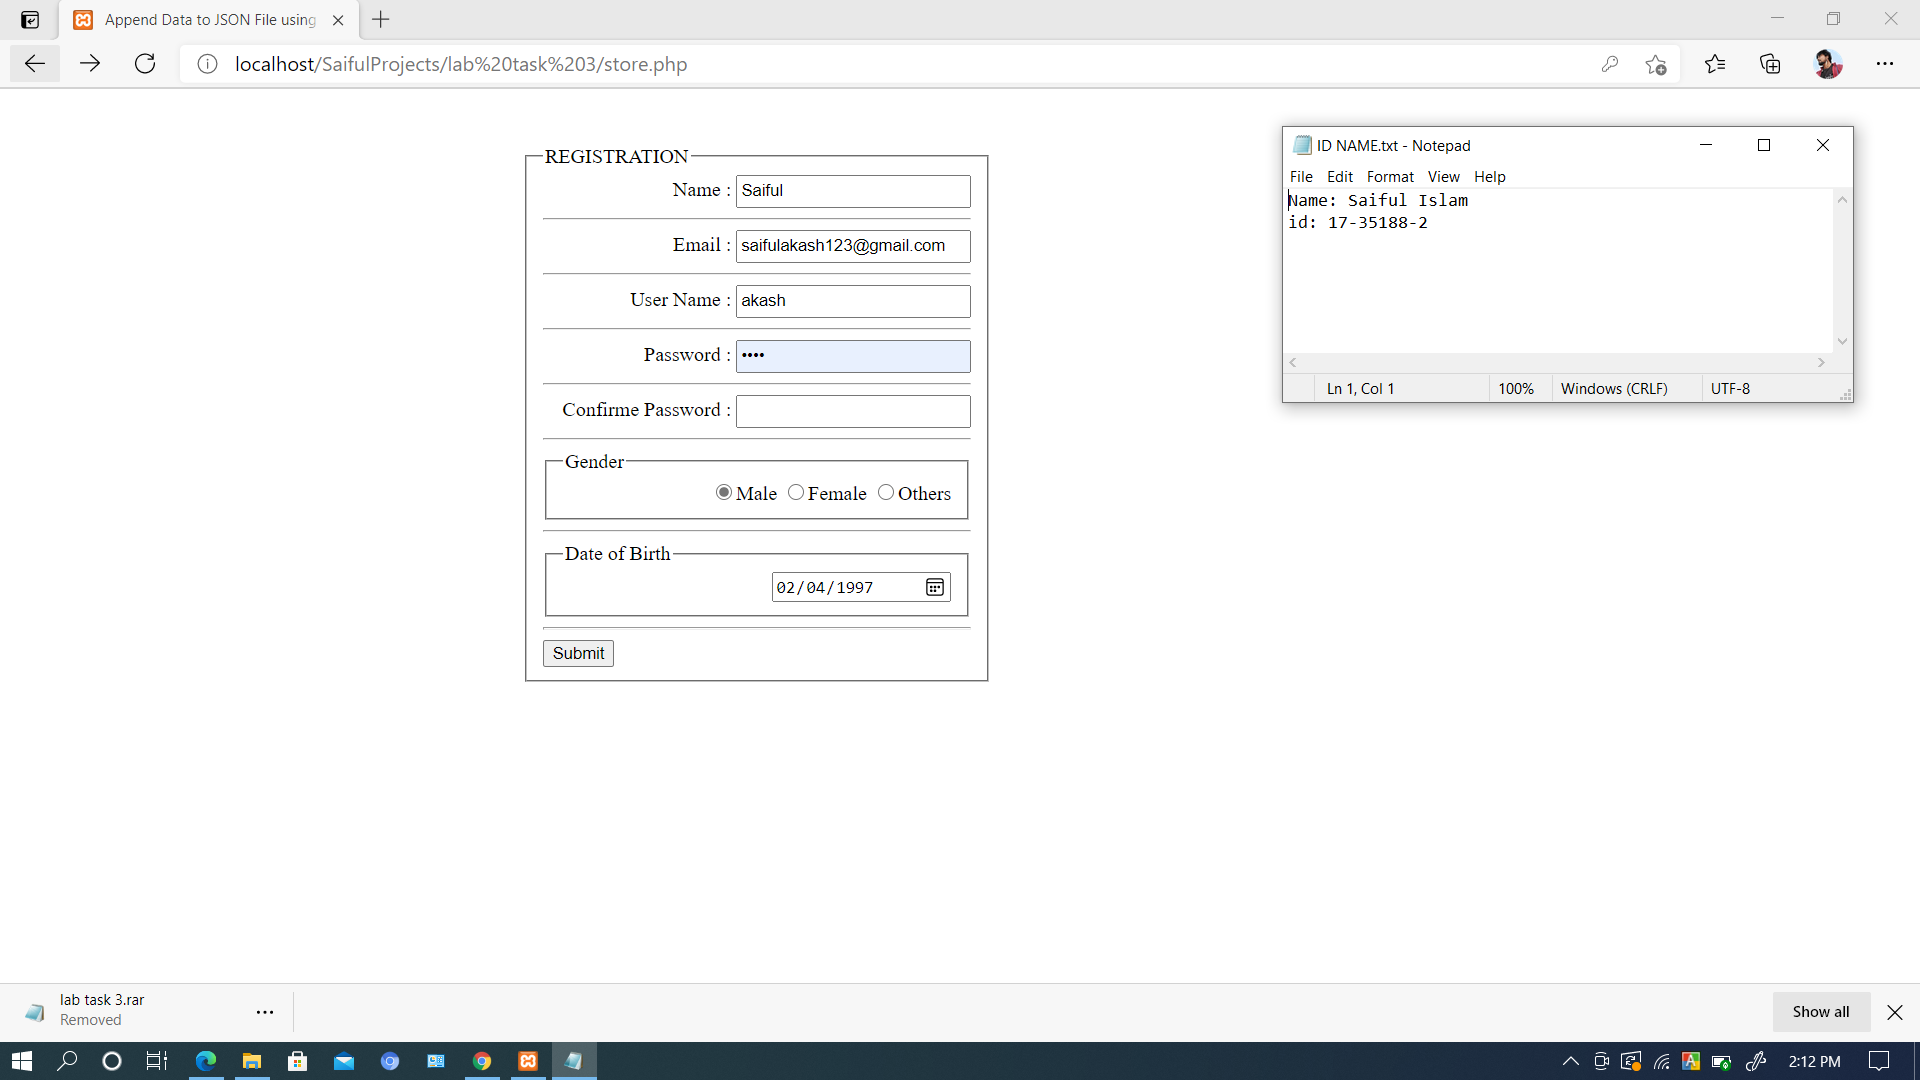 Append Data to JSON File using
localhost/SaifulProjects/lab%20task%203/store.php
REGISTRATION
Name : Saiful
Email : saifulakash123@gmail.com
User Name : akash
Password : ••••
Confirme Password :
Gender
Male Female Others
Date of Birth
02/04/1997
Submit
ID NAME.txt - Notepad
File Edit Format View Help
Name: Saiful Islam
id: 17-35188-2
Ln 1, Col 1 100% Windows (CRLF) UTF-8
lab task 3.rar
Removed
Show all
2:12 PM